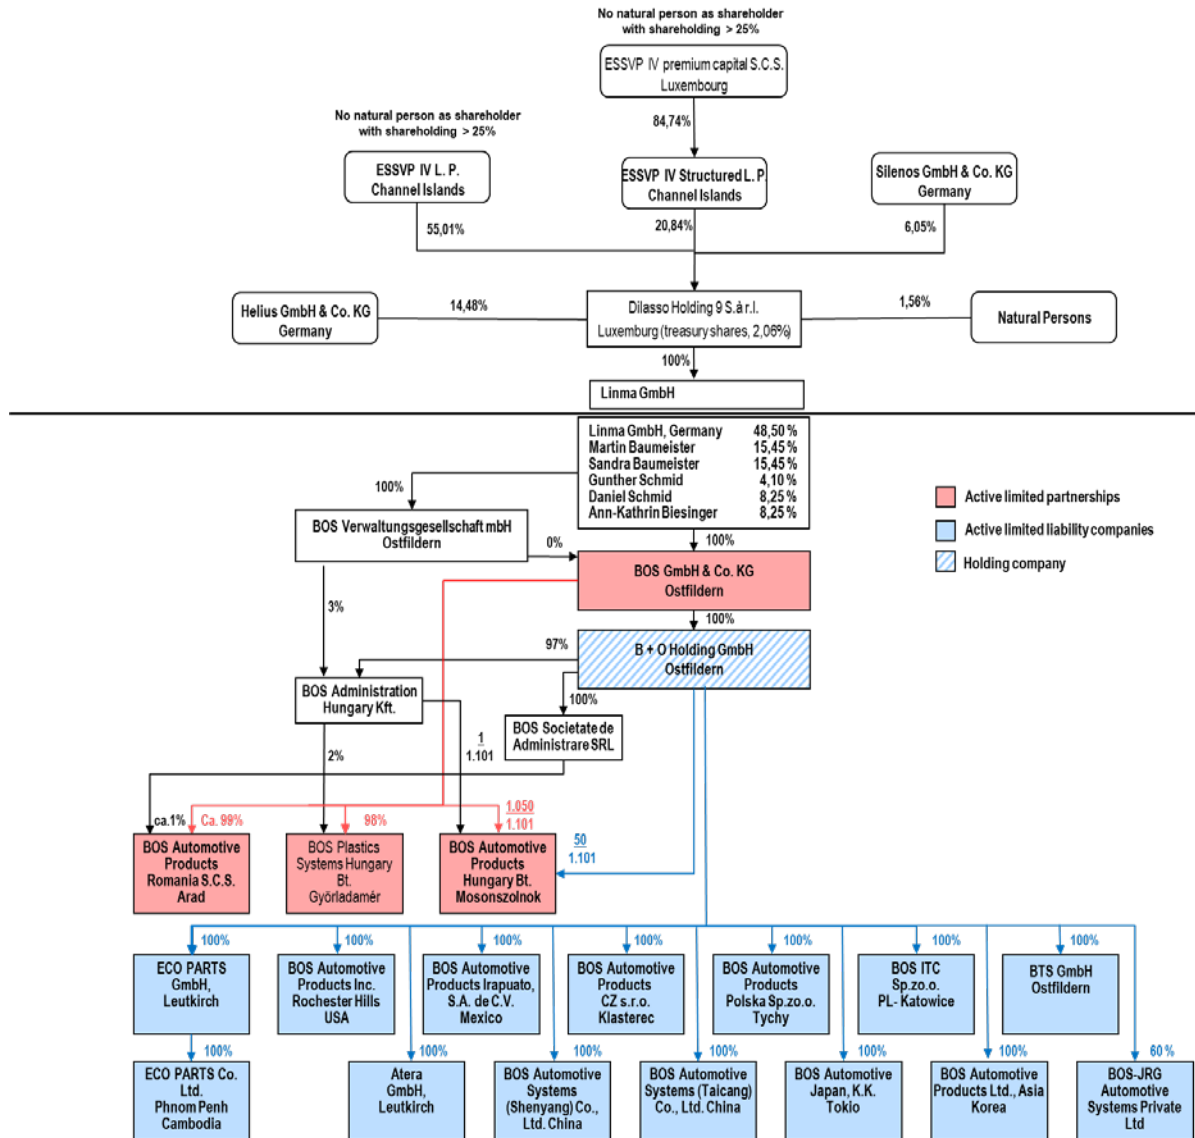 No natural person as shareholder
with shareholding > 25%
ESSVP IV premium capital S.C.S.
Luxembourg
84,74%
No natural person as shareholder
with shareholding > 25%
ESSVP IV L. P.
Channel Islands
ESSVP IV Structured L. P.
Channel Islands
Silenos GmbH & Co. KG
Germany
55,01%
20,84%
6,05%
Helius GmbH & Co. KG
Germany
14,48%
Dilasso Holding 9 S.à r.l.
Luxemburg (treasury shares, 2,06%)
1,56%
Natural Persons
100%
Linma GmbH
Linma GmbH, Germany 48,50 %
Martin Baumeister 15,45 %
Sandra Baumeister 15,45 %
Gunther Schmid 4,10 %
Daniel Schmid 8,25 %
Ann-Kathrin Biesinger 8,25 %
100%
BOS Verwaltungsgesellschaft mbH
Ostfildern
0%
100%
BOS GmbH & Co. KG
Ostfildern
Active limited partnerships
Active limited liability companies
Holding company
3%
100%
97%
B + O Holding GmbH
Ostfildern
BOS Administration
Hungary Kft.
100%
BOS Societate de
Administrare SRL
2%
1
1.101
ca.1%
Ca. 99%
98%
1.050
1.101
50
1.101
BOS Automotive
Products
Romania S.C.S.
Arad
BOS Plastics
Systems Hungary
Bt.
Györladamér
BOS Automotive
Products
Hungary Bt.
Mosonszolnok
100%
100%
100%
100%
100%
100%
100%
ECO PARTS
GmbH,
Leutkirch
BOS Automotive
Products Inc.
Rochester Hills
USA
BOS Automotive
Products Irapuato,
S.A. de C.V.
Mexico
BOS Automotive
Products
CZ s.r.o.
Klasterec
BOS Automotive
Products
Polska Sp.zo.o.
Tychy
BOS ITC
Sp.zo.o.
PL- Katowice
BTS GmbH
Ostfildern
100%
100%
100%
100%
100%
100%
60 %
ECO PARTS Co.
Ltd.
Phnom Penh
Cambodia
Atera
GmbH,
Leutkirch
BOS Automotive
Systems
(Shenyang) Co.,
Ltd. China
BOS Automotive
Systems (Taicang)
Co., Ltd. China
BOS Automotive
Japan, K.K.
Tokio
BOS Automotive
Products Ltd., Asia
Korea
BOS-JRG
Automotive
Systems Private
Ltd